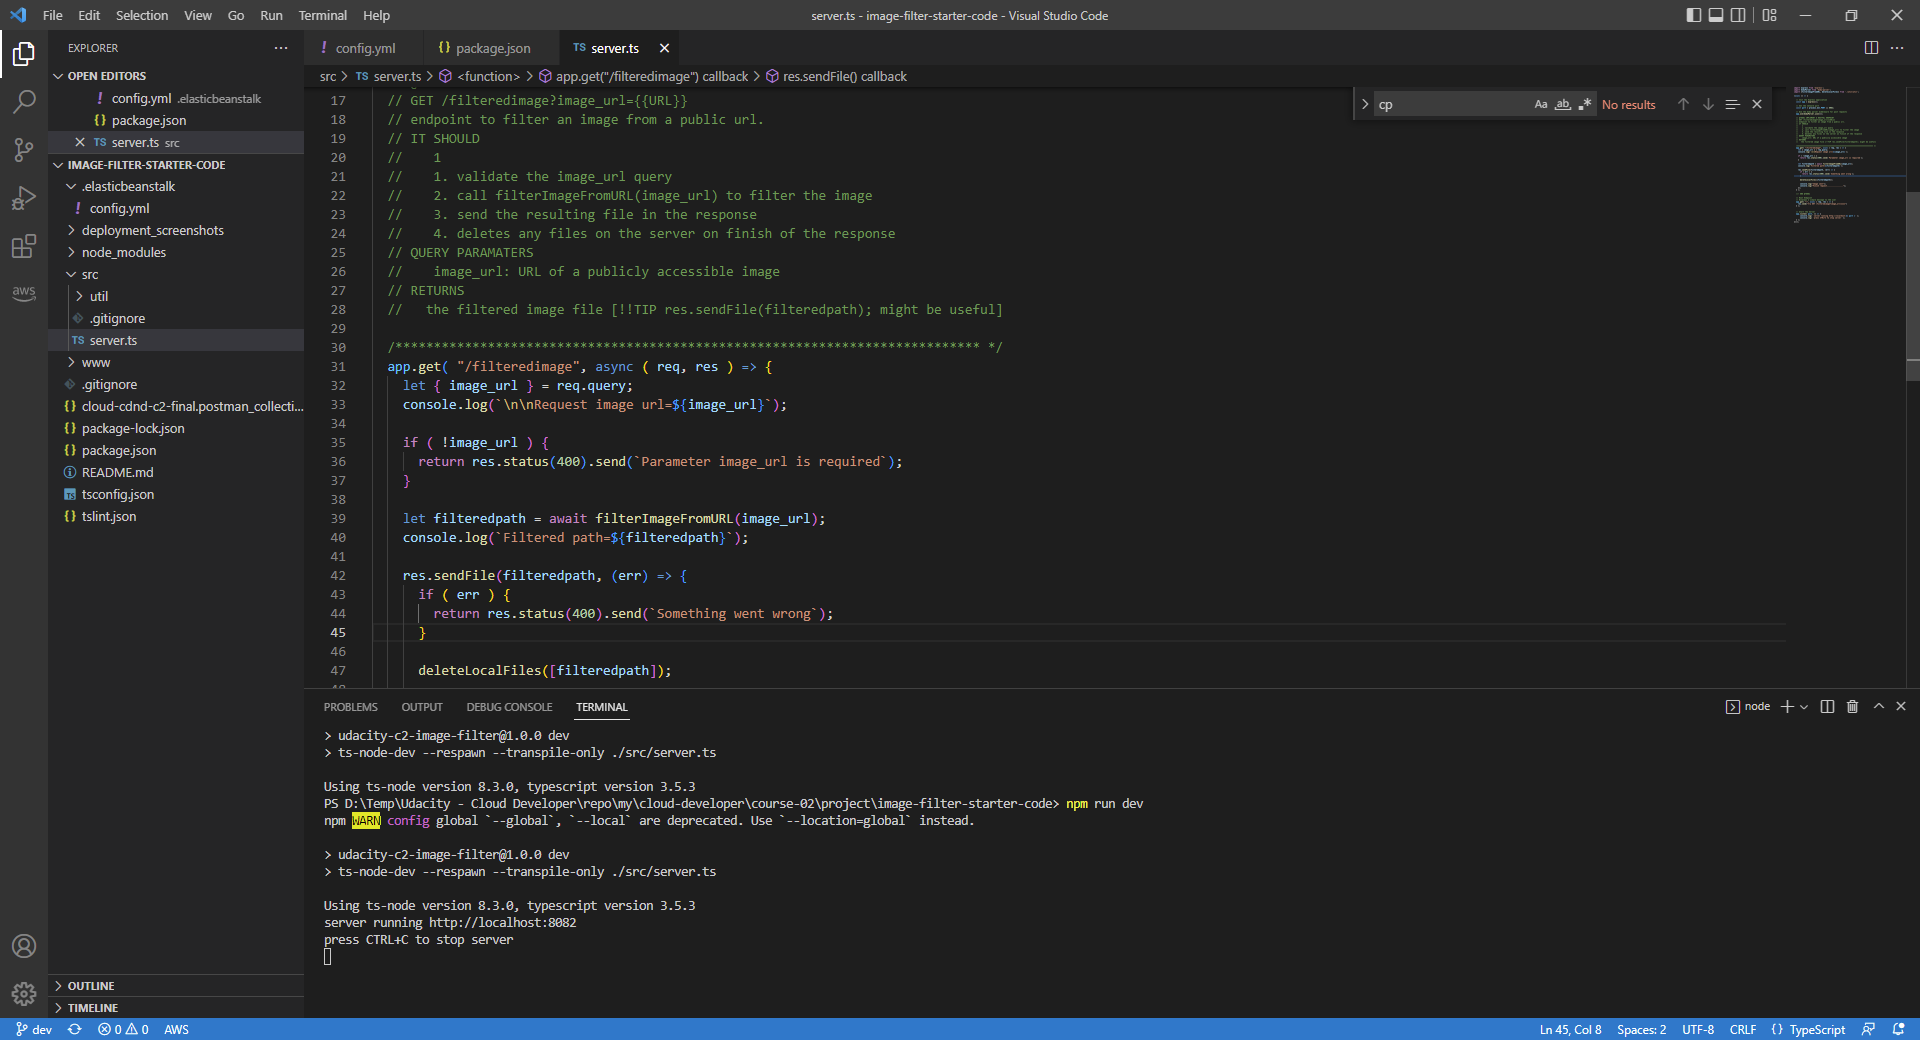 File Edit Selection View Go Run Terminal Help
server.ts - image-filter-starter-code - Visual Studio Code
EXPLORER
OPEN EDITORS
! config.yml .elasticbeanstalk
{} package.json
TS server.ts src
IMAGE-FILTER-STARTER-CODE
.elasticbeanstalk
! config.yml
deployment_screenshots
node_modules
src
util
.gitignore
TS server.ts
www
.gitignore
{} cloud-cdnd-c2-final.postman_collecti...
{} package-lock.json
{} package.json
README.md
TS tsconfig.json
{} tslint.json
OUTLINE
TIMELINE
aws
! config.yml
{} package.json
TS server.ts
src > TS server.ts > <function> > app.get("/filteredimage") callback > res.sendFile() callback
cp
Aa ab .*
No results
17 // GET /filteredimage?image_url={{URL}}
18 // endpoint to filter an image from a public url.
19 // IT SHOULD
20 //    1
21 //    1. validate the image_url query
22 //    2. call filterImageFromURL(image_url) to filter the image
23 //    3. send the resulting file in the response
24 //    4. deletes any files on the server on finish of the response
25 // QUERY PARAMATERS
26 //    image_url: URL of a publicly accessible image
27 // RETURNS
28 //   the filtered image file [!!TIP res.sendFile(filteredpath); might be useful]
29
30 /**************************************************************************** */
31 app.get( "/filteredimage", async ( req, res ) => {
32   let { image_url } = req.query;
33   console.log(`\n\nRequest image url=${image_url}`);
34
35   if ( !image_url ) {
36     return res.status(400).send(`Parameter image_url is required`);
37   }
38
39   let filteredpath = await filterImageFromURL(image_url);
40   console.log(`Filtered path=${filteredpath}`);
41
42   res.sendFile(filteredpath, (err) => {
43     if ( err ) {
44       return res.status(400).send(`Something went wrong`);
45     }
46
47     deleteLocalFiles([filteredpath]);
PROBLEMS OUTPUT DEBUG CONSOLE TERMINAL
node
> udacity-c2-image-filter@1.0.0 dev
> ts-node-dev --respawn --transpile-only ./src/server.ts
Using ts-node version 8.3.0, typescript version 3.5.3
PS D:\Temp\Udacity - Cloud Developer\repo\my\cloud-developer\course-02\project\image-filter-starter-code> npm run dev
npm WARN config global `--global`, `--local` are deprecated. Use `--location=global` instead.
> udacity-c2-image-filter@1.0.0 dev
> ts-node-dev --respawn --transpile-only ./src/server.ts
Using ts-node version 8.3.0, typescript version 3.5.3
server running http://localhost:8082
press CTRL+C to stop server
dev 0 0 AWS
Ln 45, Col 8 Spaces: 2 UTF-8 CRLF {} TypeScript